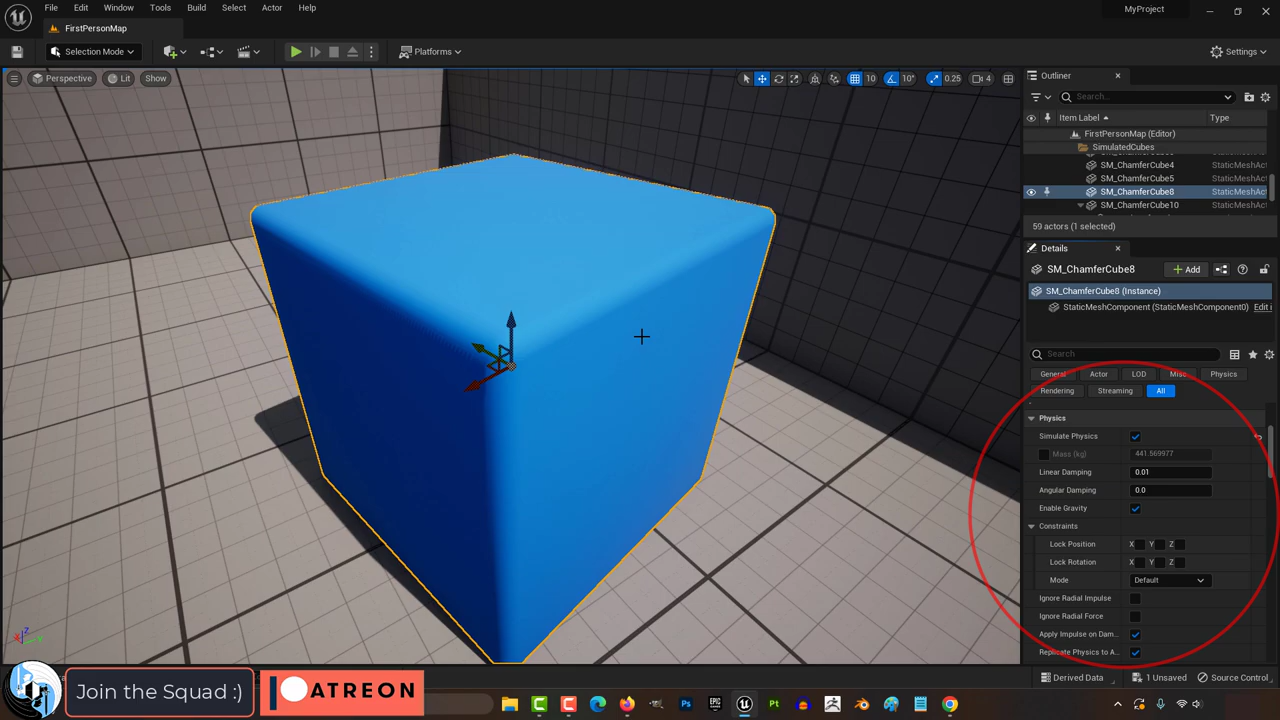 File Edit Window Tools Build Select Actor Help
MyProject
FirstPersonMap
Selection Mode
Platforms
Settings
Perspective Lit Show
10 10° 0.25 4
Outliner
Search...
Item Label Type
FirstPersonMap (Editor)
SimulatedCubes
SM_ChamferCube4 StaticMeshAct
SM_ChamferCube5 StaticMeshAct
SM_ChamferCube8 StaticMeshAct
SM_ChamferCube10 StaticMeshAct
59 actors (1 selected)
Details
SM_ChamferCube8
Add
SM_ChamferCube8 (Instance)
StaticMeshComponent (StaticMeshComponent0) Edit i
Search
General Actor LOD Misc Physics
Rendering Streaming All
Physics
Simulate Physics
Mass (kg) 441.569977
Linear Damping 0.01
Angular Damping 0.0
Enable Gravity
Constraints
Lock Position X Y Z
Lock Rotation X Y Z
Mode Default
Ignore Radial Impulse
Ignore Radial Force
Apply Impulse on Dam...
Replicate Physics to A...
Derived Data 1 Unsaved Source Control
Join the Squad :)
PATREON